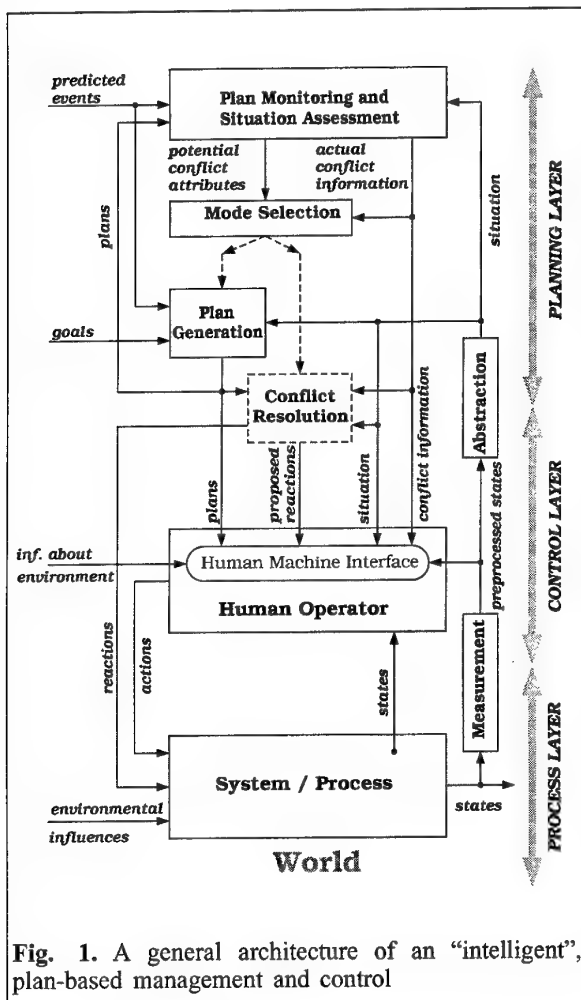 predicted
events
Plan Monitoring and
Situation Assessment
potential
conflict
attributes
actual
conflict
information
Mode Selection
plans
situation
PLANNING LAYER
Plan
Generation
goals
Conflict
Resolution
Abstraction
plans
proposed
reactions
situation
conflict information
preprocessed states
CONTROL LAYER
inf. about
environment
Human Machine Interface
Human Operator
reactions
actions
states
Measurement
System / Process
states
environmental
influences
PROCESS LAYER
World
Fig. 1. A general architecture of an “intelligent”,
plan-based management and control